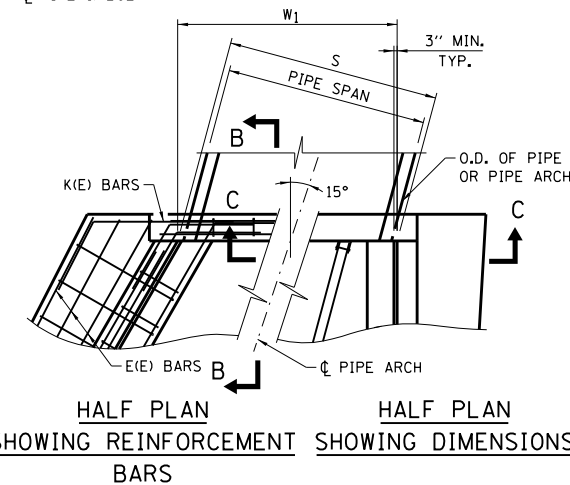 W1
3" MIN.
TYP.
S
PIPE SPAN
B
O.D. OF PIPE
OR PIPE ARCH
K(E) BARS
C
15°
C
E(E) BARS
B
℄ PIPE ARCH
HALF PLAN
SHOWING REINFORCEMENT
BARS
HALF PLAN
SHOWING DIMENSIONS